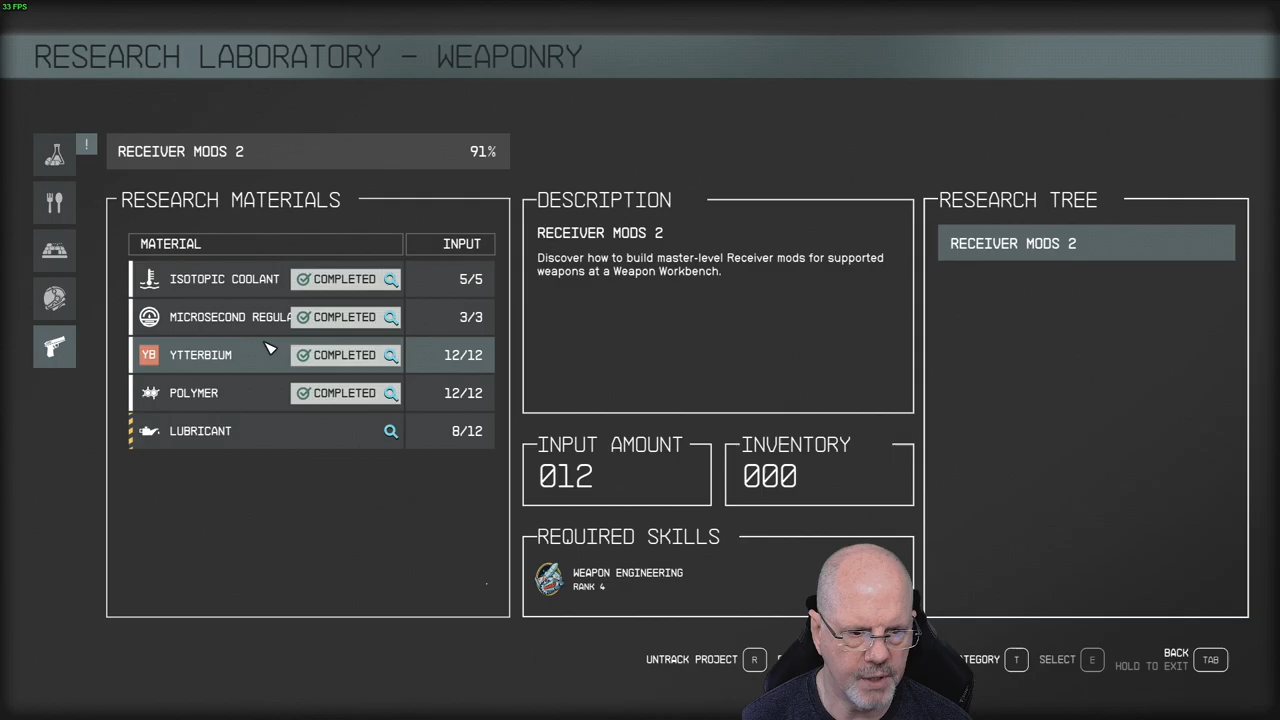 33 FPS
RESEARCH LABORATORY - WEAPONRY
!
RECEIVER MODS 2 91%
RESEARCH MATERIALS
MATERIAL INPUT
ISOTOPIC COOLANT COMPLETED 5/5
MICROSECOND REGULA COMPLETED 3/3
YB YTTERBIUM COMPLETED 12/12
POLYMER COMPLETED 12/12
LUBRICANT 8/12
DESCRIPTION
RECEIVER MODS 2
Discover how to build master-level Receiver mods for supported
weapons at a Weapon Workbench.
INPUT AMOUNT
012
INVENTORY
000
REQUIRED SKILLS
WEAPON ENGINEERING
RANK 4
RESEARCH TREE
RECEIVER MODS 2
UNTRACK PROJECT R
T
SELECT E
BACK
HOLD TO EXIT
TAB